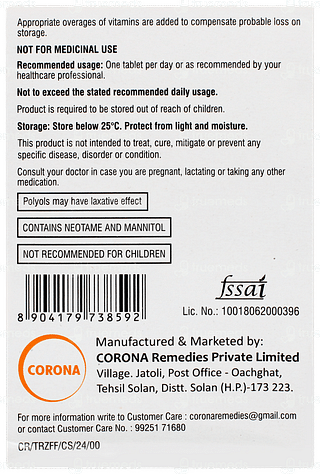 Appropriate overages of vitamins are added to compensate probable loss on
storage.
NOT FOR MEDICINAL USE
Recommended usage: One tablet per day or as recommended by your
healthcare professional.
Not to exceed the stated recommended daily usage.
Product is required to be stored out of reach of children.
Storage: Store below 25°C. Protect from light and moisture.
This product is not intended to treat, cure, mitigate or prevent any
specific disease, disorder or condition.
Consult your doctor in case you are pregnant, lactating or taking any other
medication.
Polyols may have laxative effect
CONTAINS NEOTAME AND MANNITOL
NOT RECOMMENDED FOR CHILDREN
8 904179 738592
fssai
Lic. No.: 10018062000396
CORONA
Manufactured & Marketed by:
CORONA Remedies Private Limited
Village. Jatoli, Post Office - Oachghat,
Tehsil Solan, Distt. Solan (H.P.)-173 223.
For more information write to Customer Care : coronaremedies@gmail.com
or contact Customer Care No. : 99251 71680
CR/TRZFF/CS/24/00